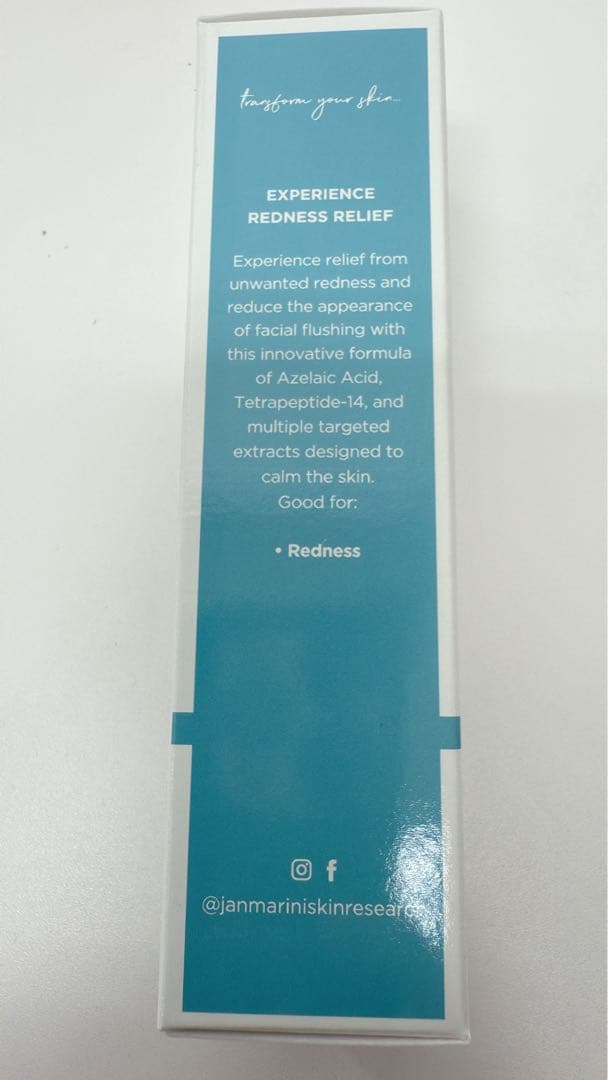 transform your skin...
EXPERIENCE
REDNESS RELIEF
Experience relief from
unwanted redness and
reduce the appearance
of facial flushing with
this innovative formula
of Azelaic Acid,
Tetrapeptide-14, and
multiple targeted
extracts designed to
calm the skin.
Good for:
• Redness
@janmariniskinresearch